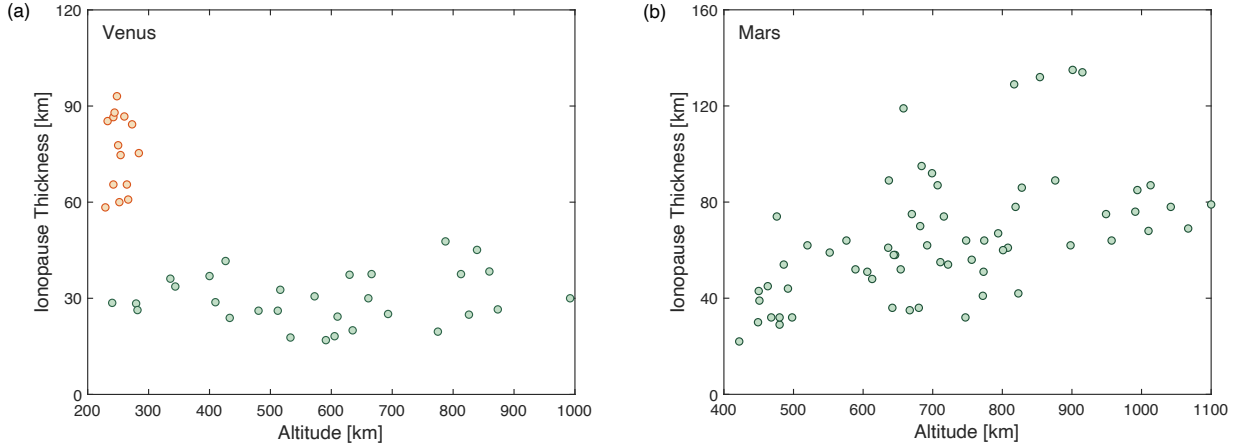 (a)
Venus
120
90
60
30
0
Ionopause Thickness [km]
200 300 400 500 600 700 800 900 1000
Altitude [km]
(b)
Mars
160
120
80
40
0
Ionopause Thickness [km]
400 500 600 700 800 900 1000 1100
Altitude [km]